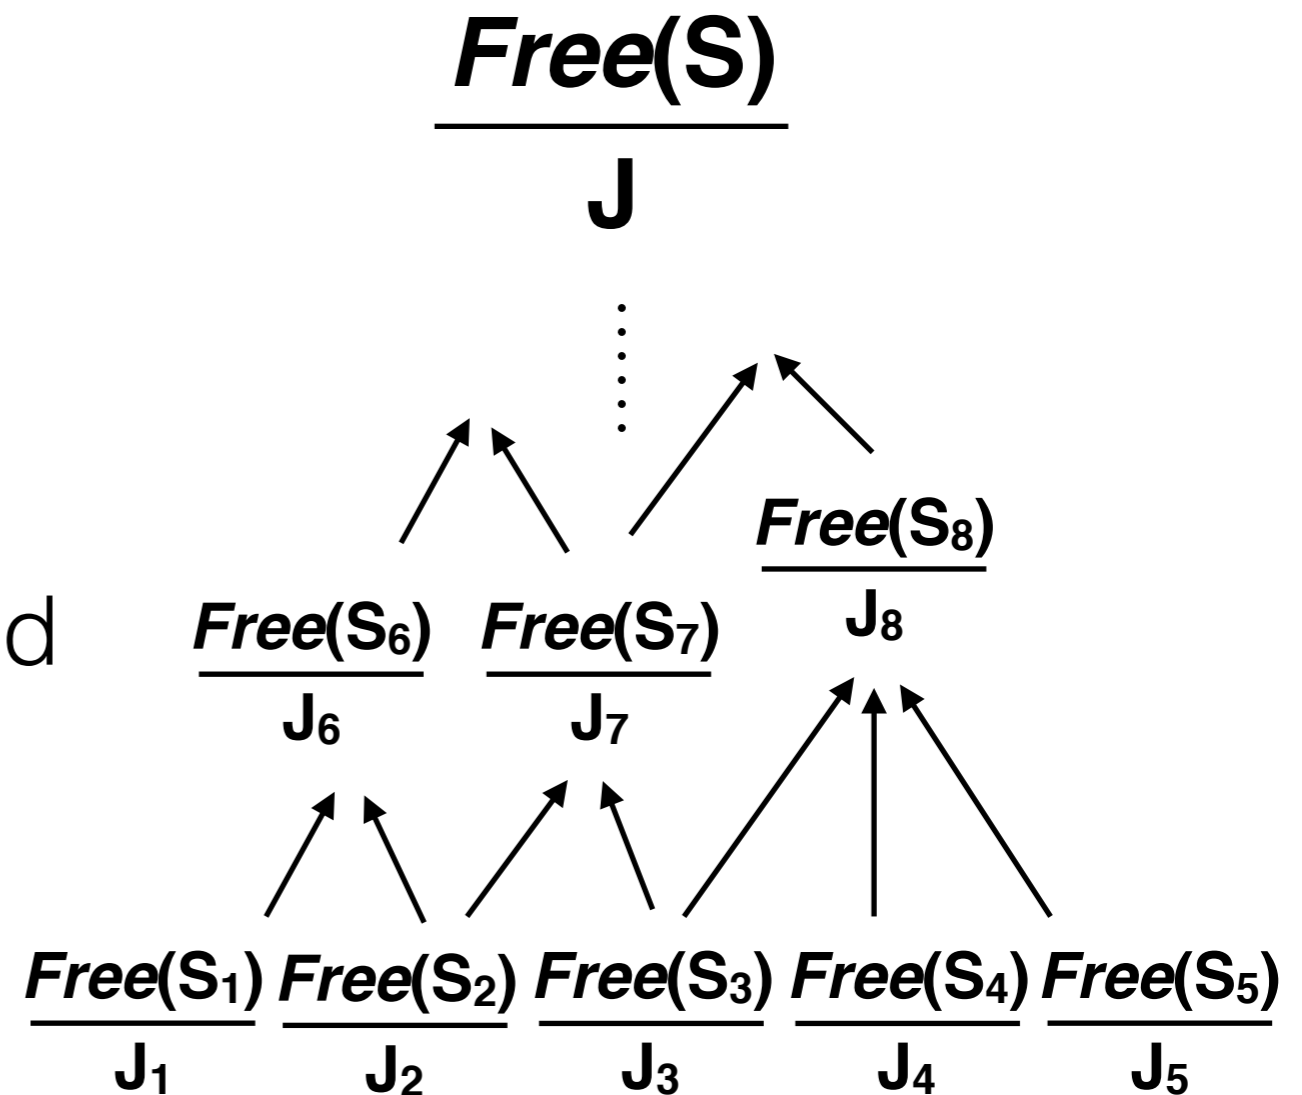 Free(S)
J
Free(S₈)
J₈
d
Free(S₆) Free(S₇)
J₆ J₇
Free(S₁) Free(S₂) Free(S₃) Free(S₄) Free(S₅)
J₁ J₂ J₃ J₄ J₅